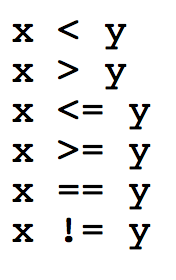 x < y
x > y
x <= y
x >= y
x == y
x != y